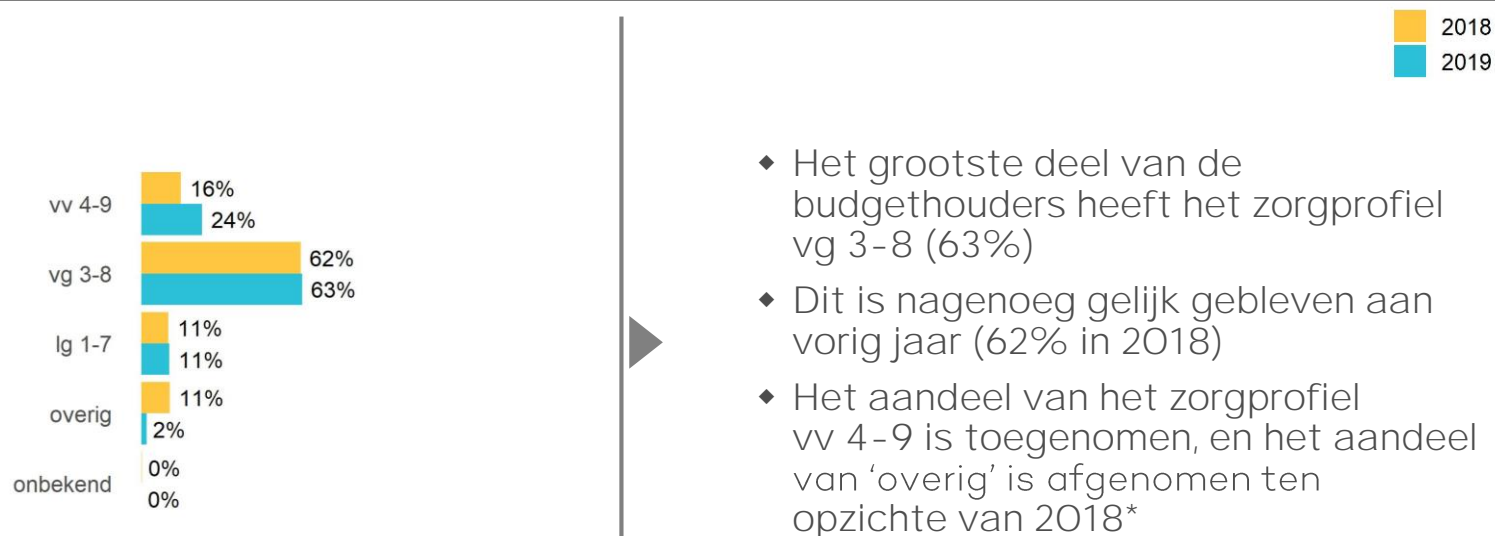 2018
2019
vv 4-9
16%
24%
vg 3-8
62%
63%
lg 1-7
11%
11%
overig
11%
2%
onbekend
0%
0%
◆ Het grootste deel van de
budgethouders heeft het zorgprofiel
vg 3-8 (63%)
◆ Dit is nagenoeg gelijk gebleven aan
vorig jaar (62% in 2018)
◆ Het aandeel van het zorgprofiel
vv 4-9 is toegenomen, en het aandeel
van ‘overig’ is afgenomen ten
opzichte van 2018*